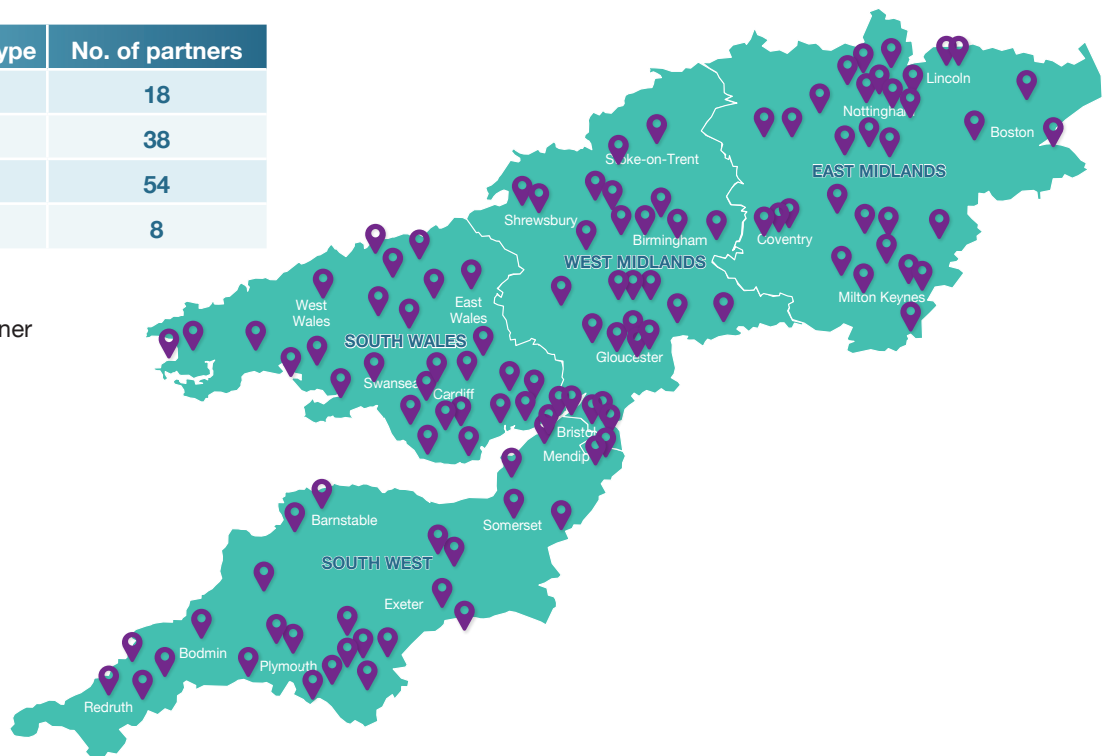 ype No. of partners
18
38
54
8
ner
Lincoln
Nottingham
Boston
Stoke-on-Trent
EAST MIDLANDS
Shrewsbury
Birmingham
Coventry
WEST MIDLANDS
Milton Keynes
West
Wales
East
Wales
SOUTH WALES
Gloucester
Swansea
Cardiff
Bristol
Mendip
Somerset
Barnstable
SOUTH WEST
Exeter
Bodmin
Plymouth
Redruth